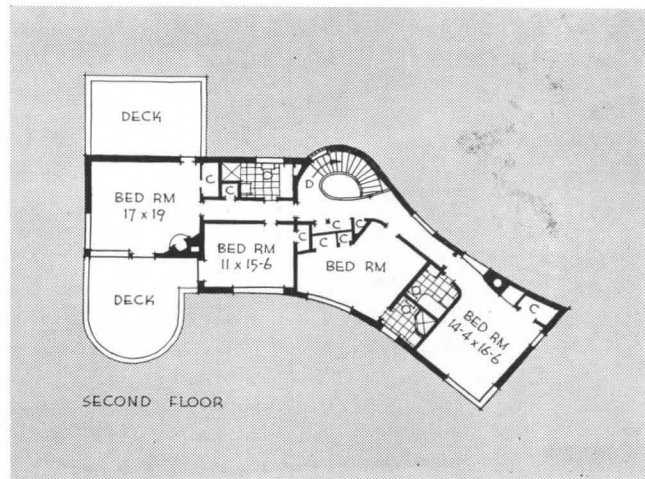 DECK
BED RM
17 x 19
C
C
D
C
C
C
C
C
BED RM
11 x 15-6
BED RM
DECK
BED RM
14-4 x 16-6
C
SECOND FLOOR